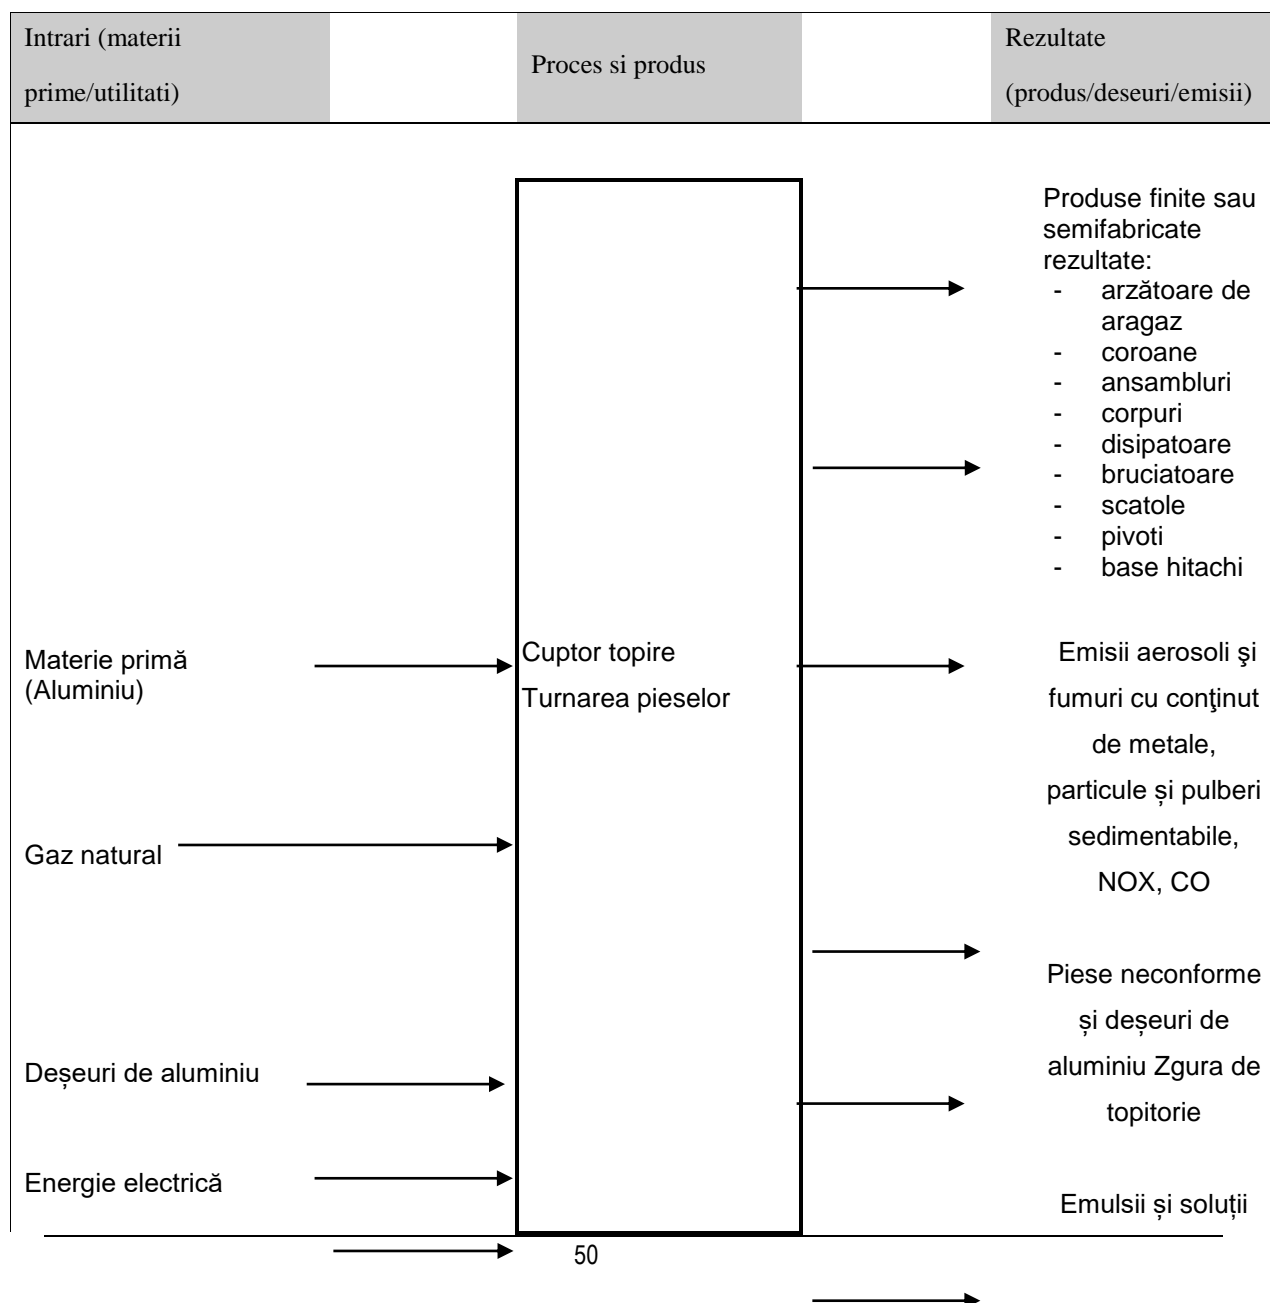 Intrari (materii
prime/utilitati)
Proces si produs
Rezultate
(produs/deseuri/emisii)
Produse finite sau
semifabricate
rezultate:
- arzătoare de
aragaz
- coroane
- ansambluri
- corpuri
- disipatoare
- bruciatoare
- scatole
- pivoti
- base hitachi
Materie primă
(Aluminiu)
Cuptor topire
Turnarea pieselor
Emisii aerosoli şi
fumuri cu conţinut
de metale,
particule și pulberi
sedimentabile,
NOX, CO
Gaz natural
Piese neconforme
și deșeuri de
aluminiu Zgura de
topitorie
Deșeuri de aluminiu
Energie electrică
Emulsii și soluții
50